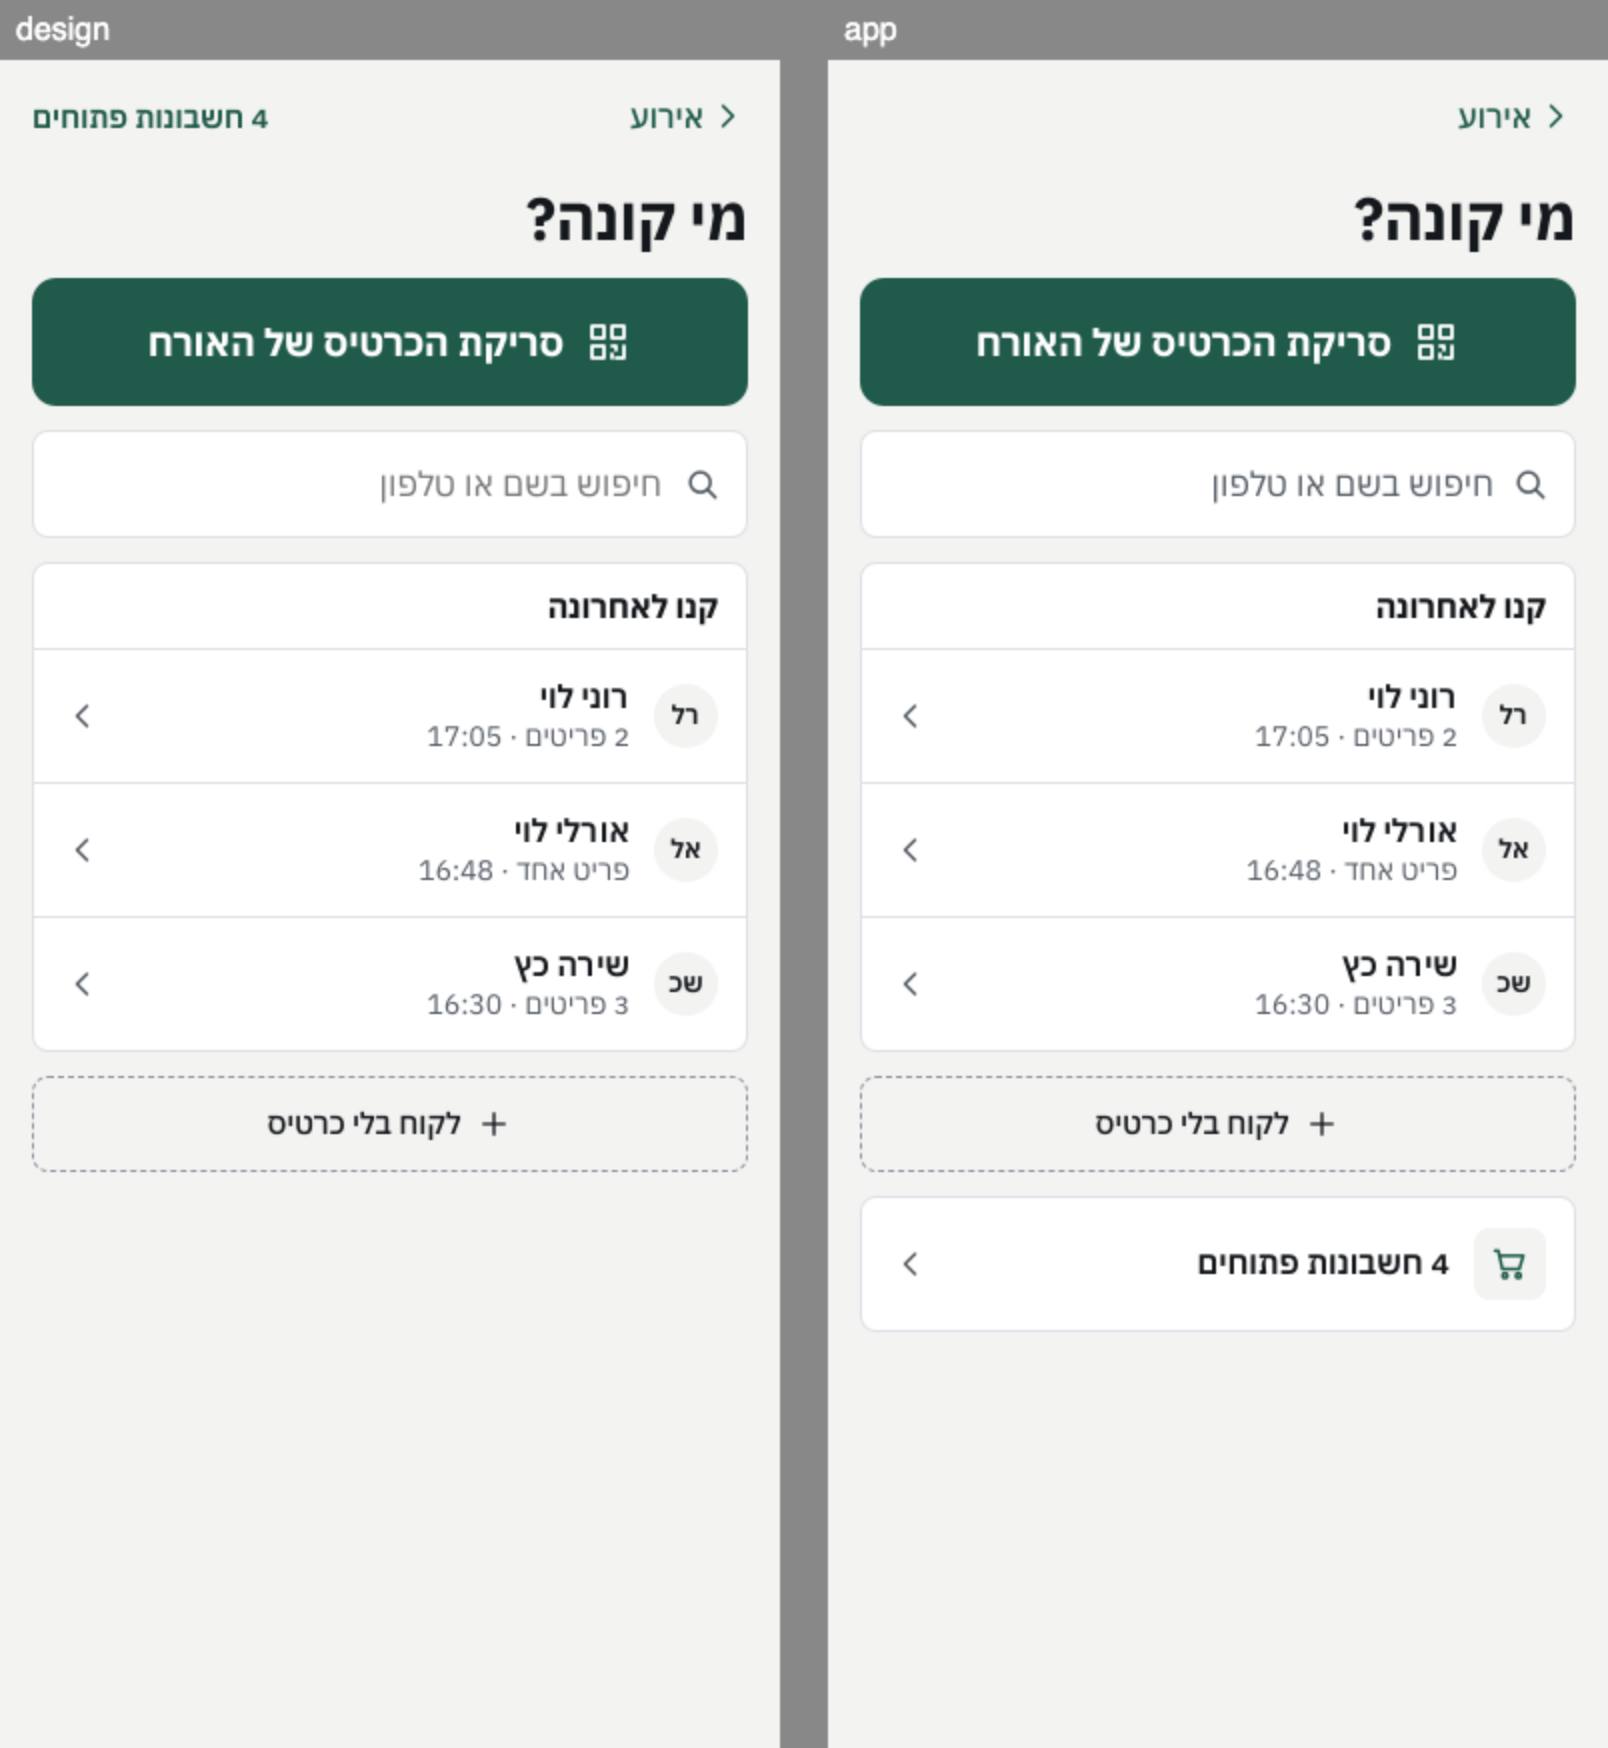 design
אירוע
4 חשבונות פתוחים
מי קונה?
סריקת הכרטיס של האורח
חיפוש בשם או טלפון
קנו לאחרונה
רל
רוני לוי
2 פריטים · 17:05
אל
אורלי לוי
פריט אחד · 16:48
שכ
שירה כץ
3 פריטים · 16:30
+ לקוח בלי כרטיס
app
אירוע
מי קונה?
סריקת הכרטיס של האורח
חיפוש בשם או טלפון
קנו לאחרונה
רל
רוני לוי
2 פריטים · 17:05
אל
אורלי לוי
פריט אחד · 16:48
שכ
שירה כץ
3 פריטים · 16:30
+ לקוח בלי כרטיס
4 חשבונות פתוחים